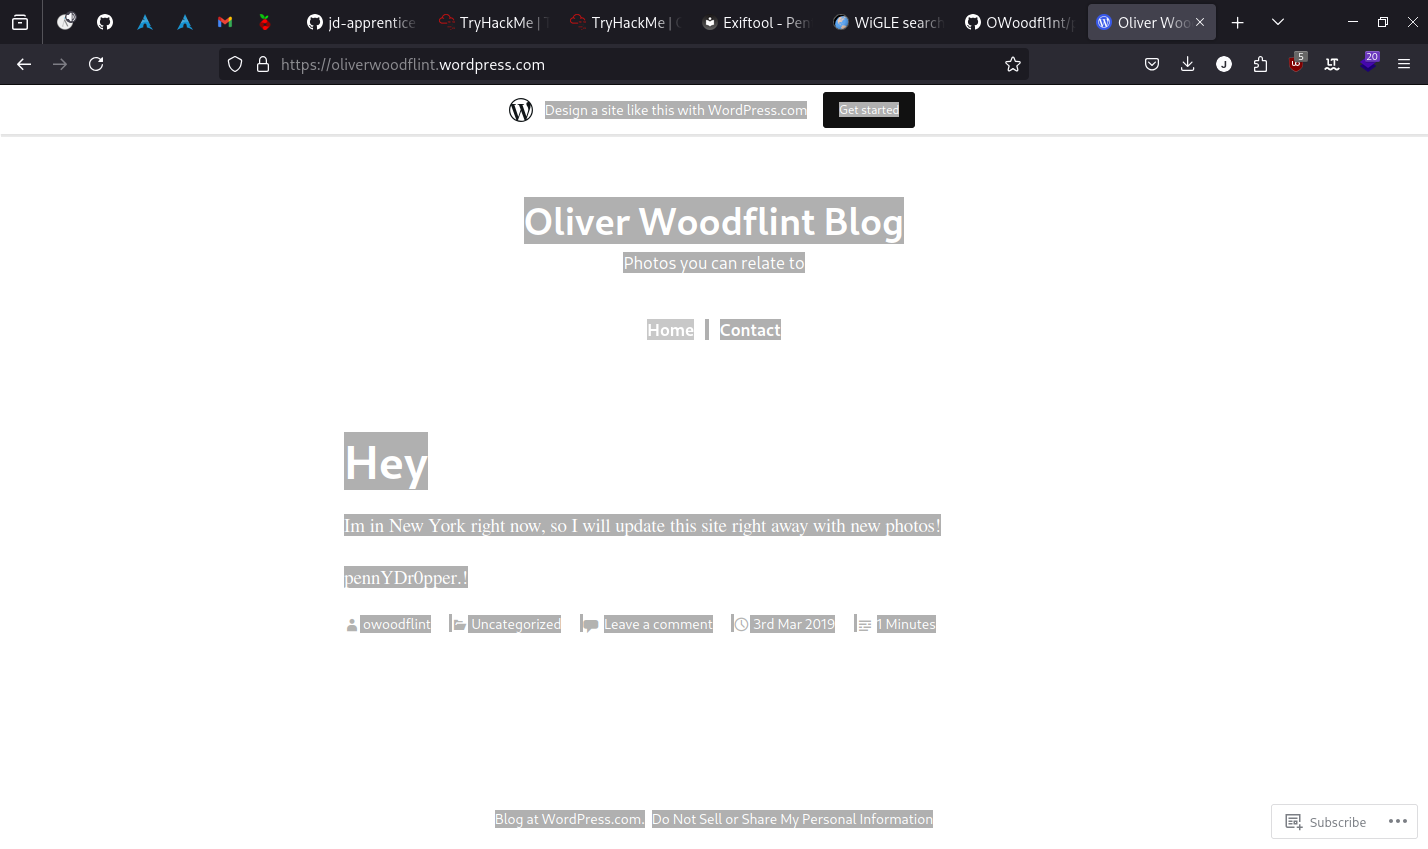 jd-apprentice
TryHackMe | T
TryHackMe | C
Exiftool - Pen
WiGLE search
OWoodfl1nt/p
Oliver Woo
https://oliverwoodflint.wordpress.com
J
5
20
Design a site like this with WordPress.com
Get started
Oliver Woodflint Blog
Photos you can relate to
Home
Contact
Hey
Im in New York right now, so I will update this site right away with new photos!
pennYDr0pper.!
owoodflint Uncategorized Leave a comment 3rd Mar 2019 1 Minutes
Blog at WordPress.com. Do Not Sell or Share My Personal Information
Subscribe